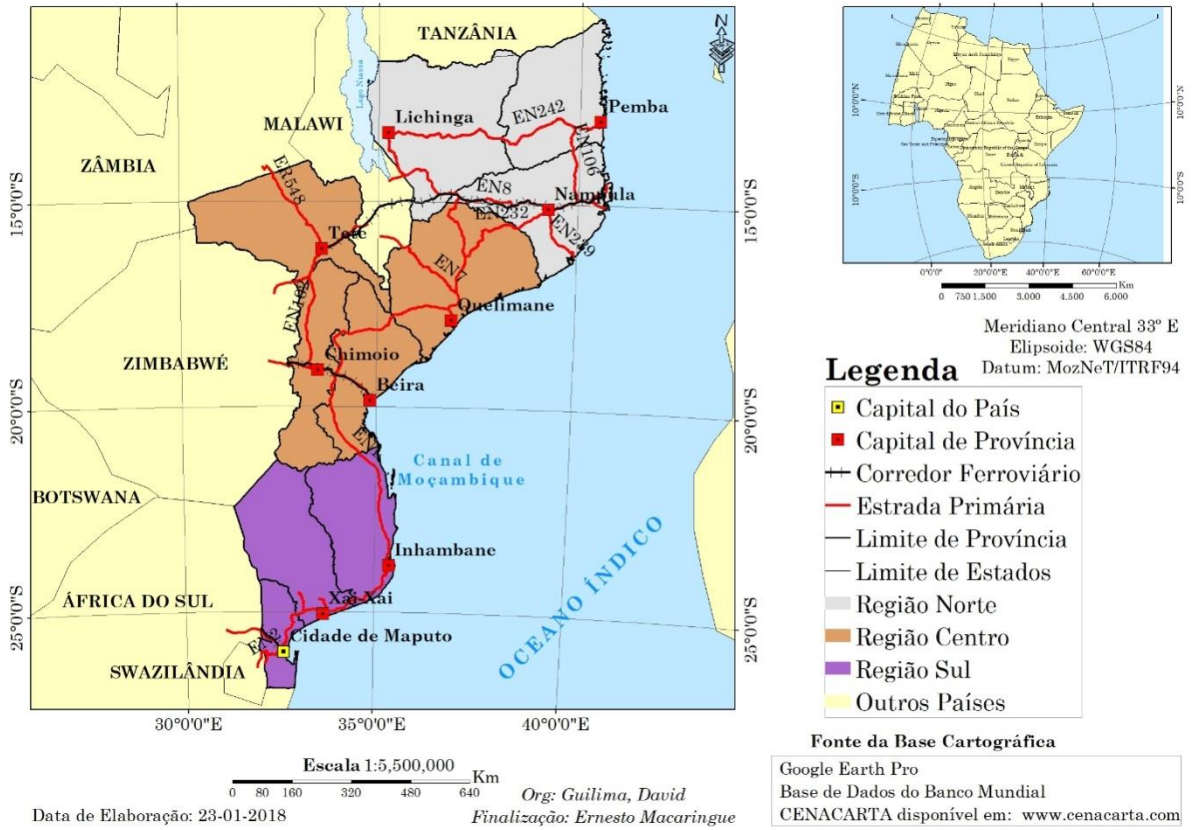 TANZÂNIA
N
Lago Niassa
Lichinga
EN242
Pemba
MALAWI
EN106
ZÂMBIA
ER548
EN8
Nampula
EN232
Tete
EN239
EN7
Quelimane
ZIMBABWÉ
Chimoio
Beira
Canal de
Moçambique
BOTSWANA
Inhambane
OCEANO ÍNDICO
ÁFRICA DO SUL
Xai-Xai
EN2
Cidade de Maputo
SWAZILÂNDIA
15°0'0"S
20°0'0"S
25°0'0"S
15°0'0"S
20°0'0"S
25°0'0"S
30°0'0"E
35°0'0"E
40°0'0"E
Escala 1:5,500,000
Km
0 80 160 320 480 640
Org: Guilima, David
Data de Elaboração: 23-01-2018
Finalização: Ernesto Macaringue
10°0'0"N
10°0'0"S
10°0'0"N
10°0'0"S
0°0'0"
20°0'0"E
40°0'0"E
60°0'0"E
0 750 1.500 3.000 4.500 6.000
Km
Meridiano Central 33º E
Elipsoide: WGS84
Datum: MozNeT/ITRF94
Legenda
Capital do País
Capital de Província
Corredor Ferroviário
Estrada Primária
Limite de Província
Limite de Estados
Região Norte
Região Centro
Região Sul
Outros Países
Fonte da Base Cartográfica
Google Earth Pro
Base de Dados do Banco Mundial
CENACARTA disponível em: www.cenacarta.com